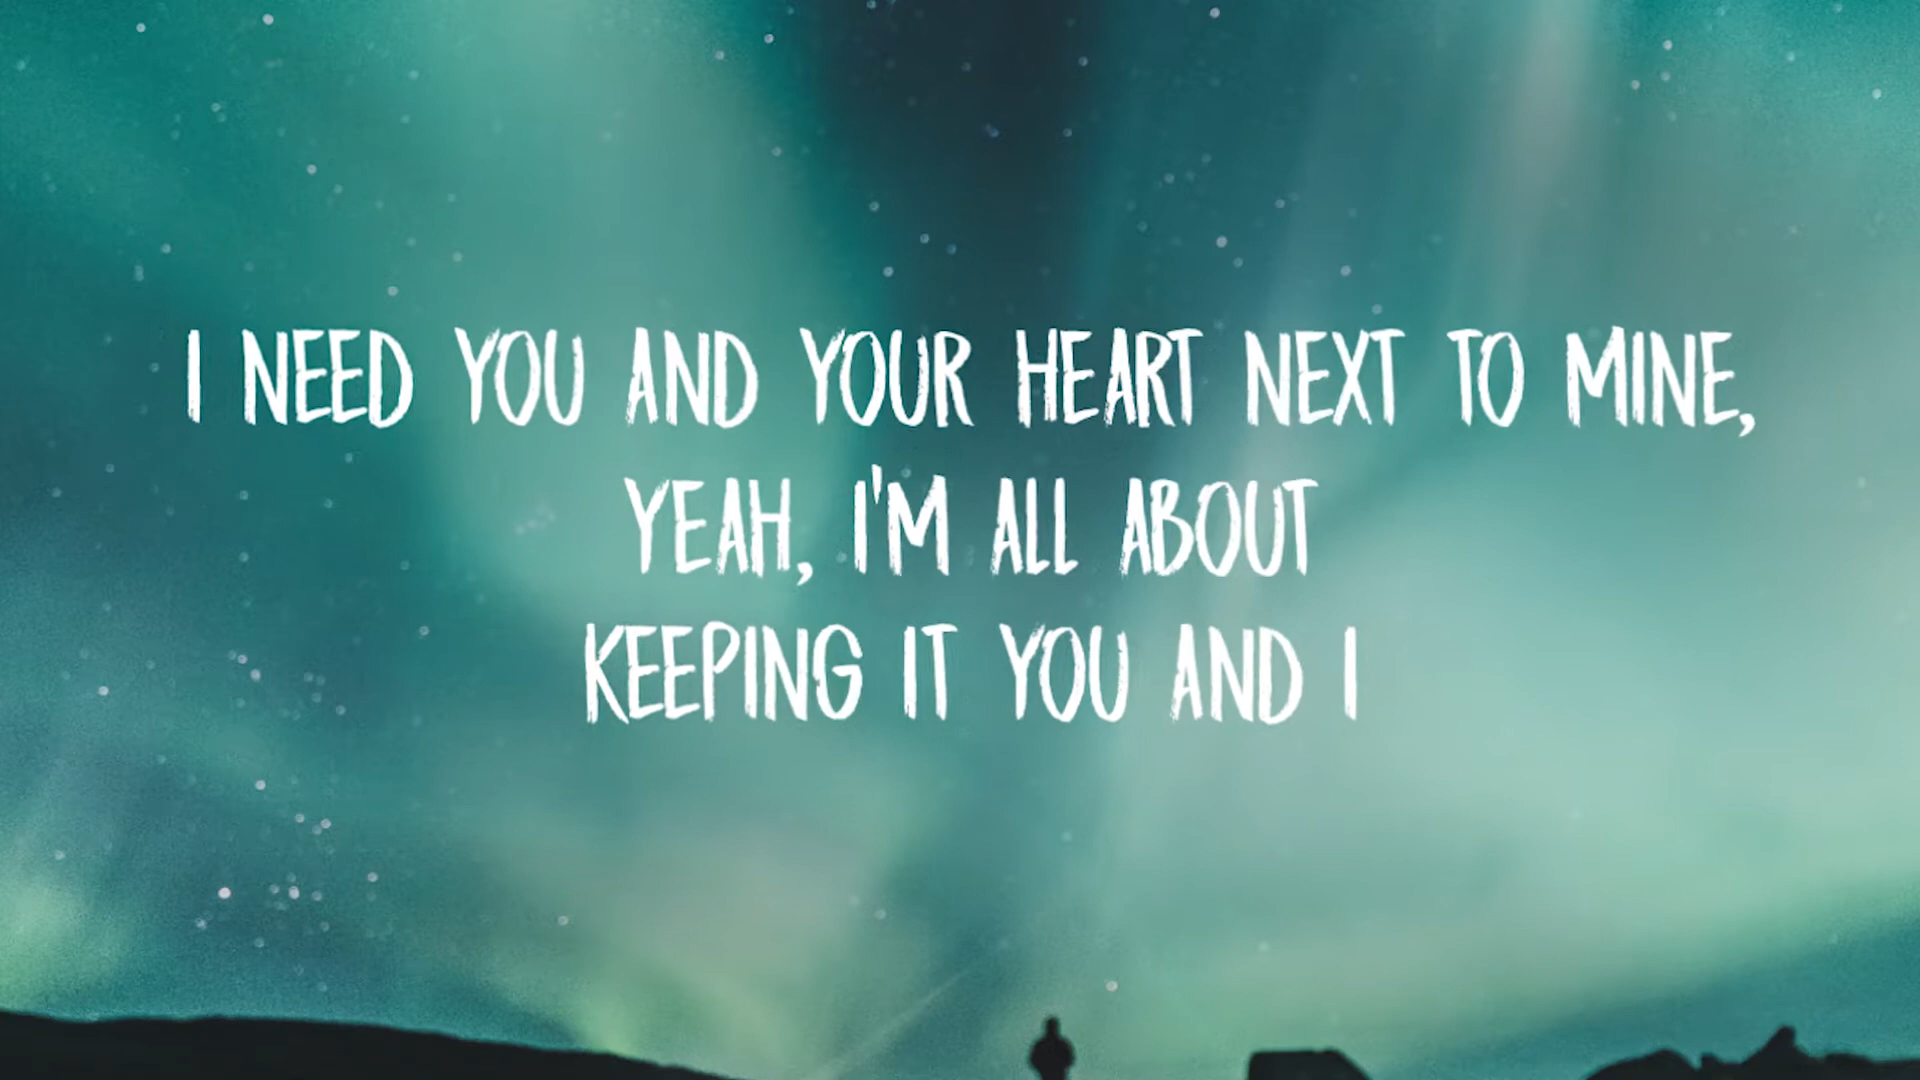 I NEED YOU AND YOUR HEART NEXT TO MINE,
YEAH, I'M ALL ABOUT
KEEPING IT YOU AND I